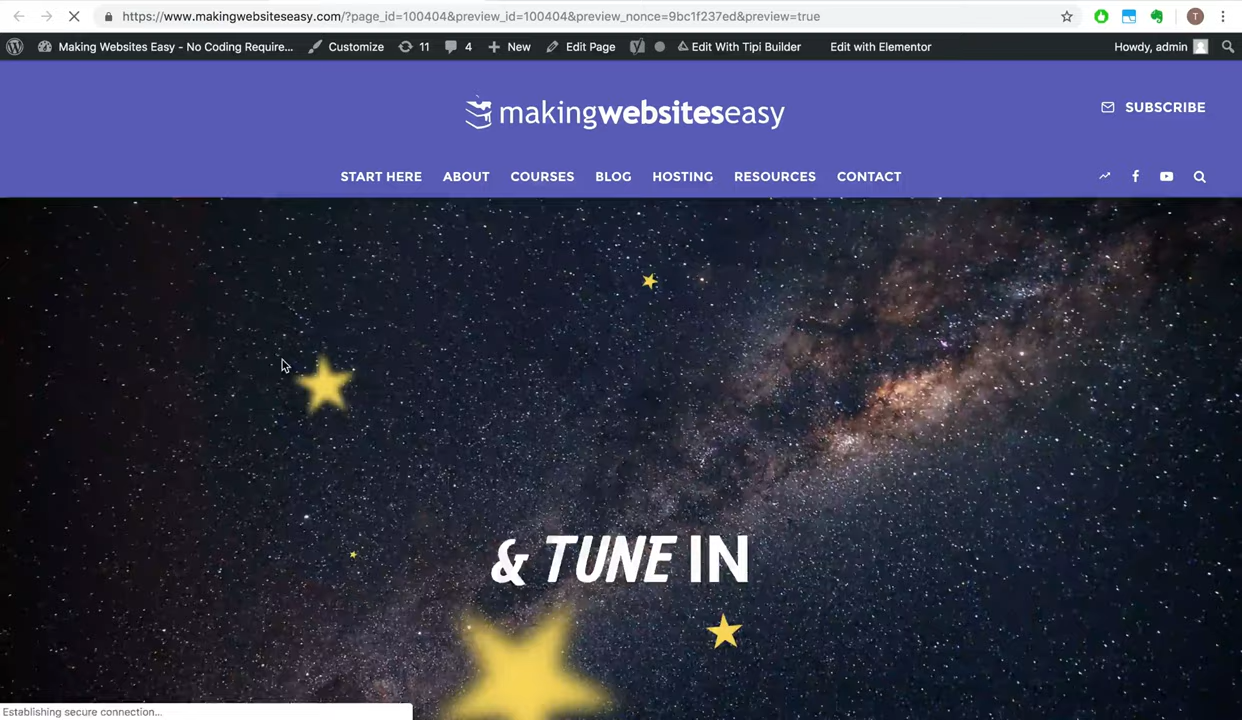 https://www.makingwebsiteseasy.com/?page_id=100404&preview_id=100404&preview_nonce=9bc1f237ed&preview=true
T
Making Websites Easy - No Coding Require... Customize 11 4 New Edit Page Edit With Tipi Builder Edit with Elementor Howdy, admin
makingwebsiteseasy
SUBSCRIBE
START HERE ABOUT COURSES BLOG HOSTING RESOURCES CONTACT
& TUNE IN
Establishing secure connection...